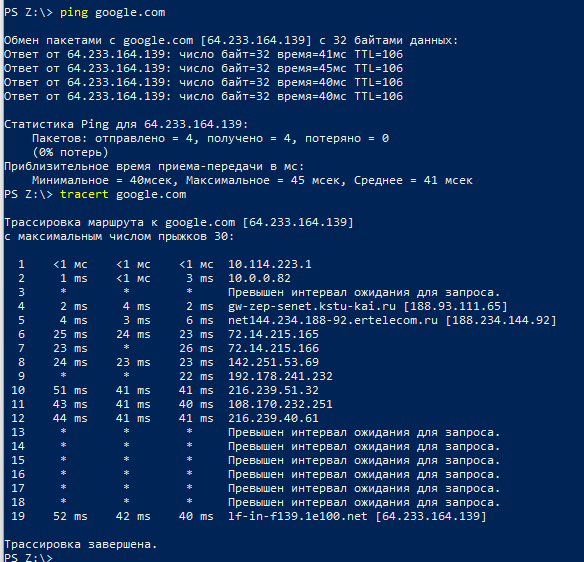 PS Z:\> ping google.com
Обмен пакетами с google.com [64.233.164.139] с 32 байтами данных:
Ответ от 64.233.164.139: число байт=32 время=41мс TTL=106
Ответ от 64.233.164.139: число байт=32 время=45мс TTL=106
Ответ от 64.233.164.139: число байт=32 время=40мс TTL=106
Ответ от 64.233.164.139: число байт=32 время=40мс TTL=106
Статистика Ping для 64.233.164.139:
    Пакетов: отправлено = 4, получено = 4, потеряно = 0
    (0% потерь)
Приблизительное время приема-передачи в мс:
    Минимальное = 40мсек, Максимальное = 45 мсек, Среднее = 41 мсек
PS Z:\> tracert google.com
Трассировка маршрута к google.com [64.233.164.139]
с максимальным числом прыжков 30:
  1    <1 мс    <1 мс    <1 мс  10.114.223.1
  2     1 ms    <1 мс     3 ms  10.0.0.82
  3     *        *        *     Превышен интервал ожидания для запроса.
  4     2 ms     4 ms     2 ms  gw-zep-senet.kstu-kai.ru [188.93.111.65]
  5     4 ms     3 ms     6 ms  net144.234.188-92.ertelecom.ru [188.234.144.92]
  6    25 ms    24 ms    23 ms  72.14.215.165
  7    23 ms     *       26 ms  72.14.215.166
  8    24 ms    23 ms    23 ms  142.251.53.69
  9     *        *       22 ms  192.178.241.232
 10    51 ms    41 ms    41 ms  216.239.51.32
 11    43 ms    41 ms    40 ms  108.170.232.251
 12    44 ms    41 ms    41 ms  216.239.40.61
 13     *        *        *     Превышен интервал ожидания для запроса.
 14     *        *        *     Превышен интервал ожидания для запроса.
 15     *        *        *     Превышен интервал ожидания для запроса.
 16     *        *        *     Превышен интервал ожидания для запроса.
 17     *        *        *     Превышен интервал ожидания для запроса.
 18     *        *        *     Превышен интервал ожидания для запроса.
 19    52 ms    42 ms    40 ms  lf-in-f139.1e100.net [64.233.164.139]
Трассировка завершена.
PS Z:\>